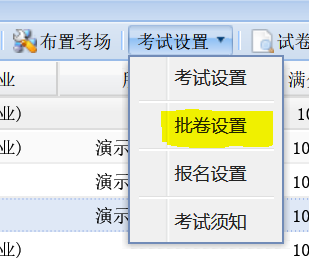 布置考场 考试设置 试卷
业 满
考试设置
10
业) 批卷设置 10
业) 演示 10
报名设置
演示 10
考试须知
演示 10